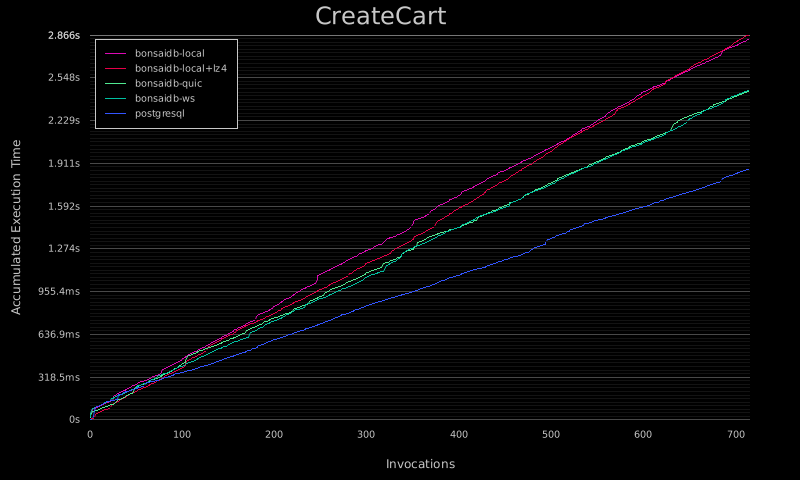 CreateCart
2.866s
bonsaidb-local
bonsaidb-local+lz4
bonsaidb-quic
bonsaidb-ws
postgresql
2.548s
2.229s
1.911s
1.592s
1.274s
955.4ms
636.9ms
318.5ms
0s
Accumulated Execution Time
0 100 200 300 400 500 600 700
Invocations